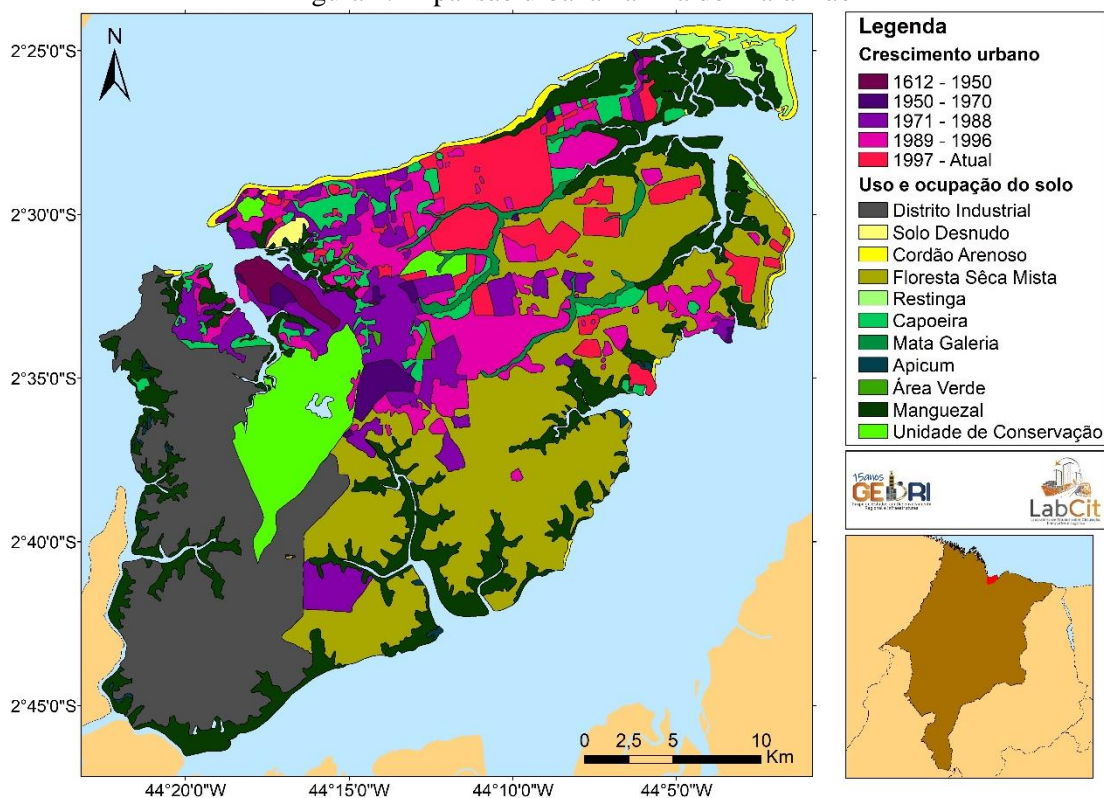 2°25'0"S
2°30'0"S
2°35'0"S
2°40'0"S
2°45'0"S
N
0 2,5 5 10
Km
44°20'0"W 44°15'0"W 44°10'0"W 44°5'0"W
Legenda
Crescimento urbano
1612 - 1950
1950 - 1970
1971 - 1988
1989 - 1996
1997 - Atual
Uso e ocupação do solo
Distrito Industrial
Solo Desnudo
Cordão Arenoso
Floresta Sêca Mista
Restinga
Capoeira
Mata Galeria
Apicum
Área Verde
Manguezal
Unidade de Conservação
15anos
GEDRI
LabCit